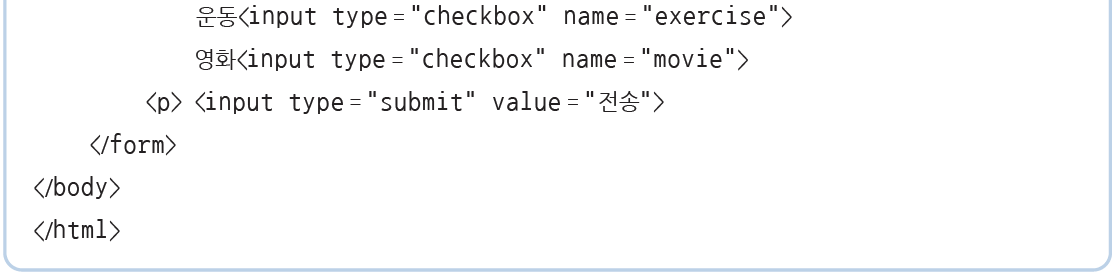 운동<input type="checkbox" name="exercise">
영화<input type="checkbox" name="movie">
<p> <input type="submit" value="전송">
</form>
</body>
</html>